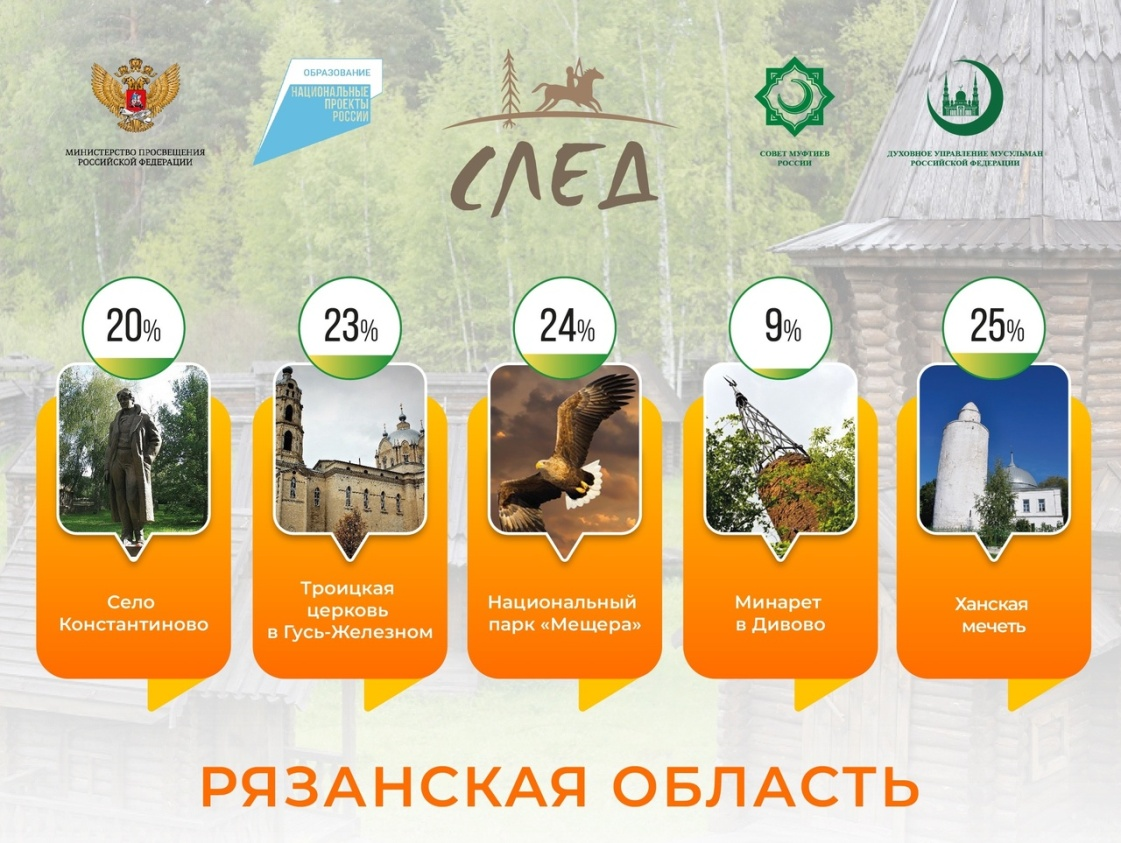 МИНИСТЕРСТВО ПРОСВЕЩЕНИЯ
РОССИЙСКОЙ ФЕДЕРАЦИИ
ОБРАЗОВАНИЕ
НАЦИОНАЛЬНЫЕ
ПРОЕКТЫ
РОССИИ
СЛЕД
СОВЕТ МУФТИЕВ
РОССИИ
ДУХОВНОЕ УПРАВЛЕНИЕ МУСУЛЬМАН
РОССИЙСКОЙ ФЕДЕРАЦИИ
20%
23%
24%
9%
25%
Село
Константиново
Троицкая
церковь
в Гусь-Железном
Национальный
парк «Мещера»
Минарет
в Дивово
Ханская
мечеть
РЯЗАНСКАЯ ОБЛАСТЬ